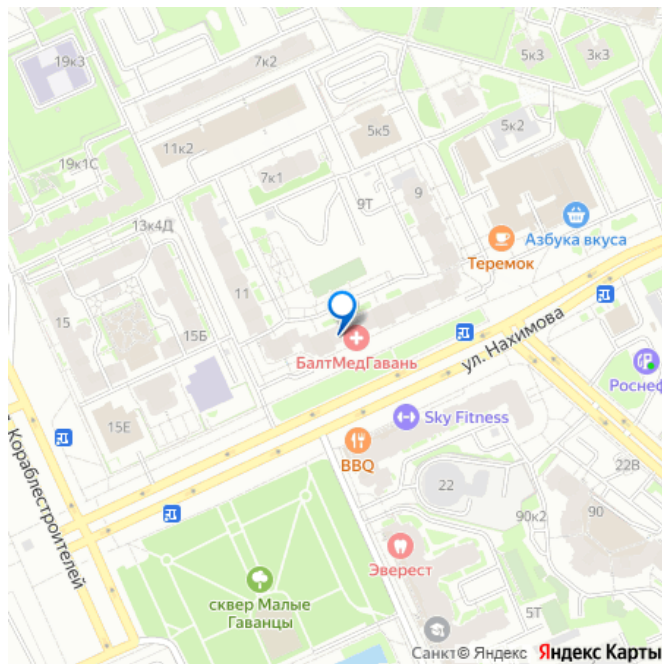 19к3
7к2
5к3
3к3
5к2
5к5
11к2
19к1С
7к1
9
9Т
13к4Д
Азбука вкуса
Теремок
11
15
15Б
ул. Нахимова
БалтМедГавань
Роснеф
Sky Fitness
15Е
BBQ
Кораблестроителей
22В
22
90к2
90
Эверест
сквер Малые
Гаванцы
5Т
Санкт© Яндекс Яндекс Карты